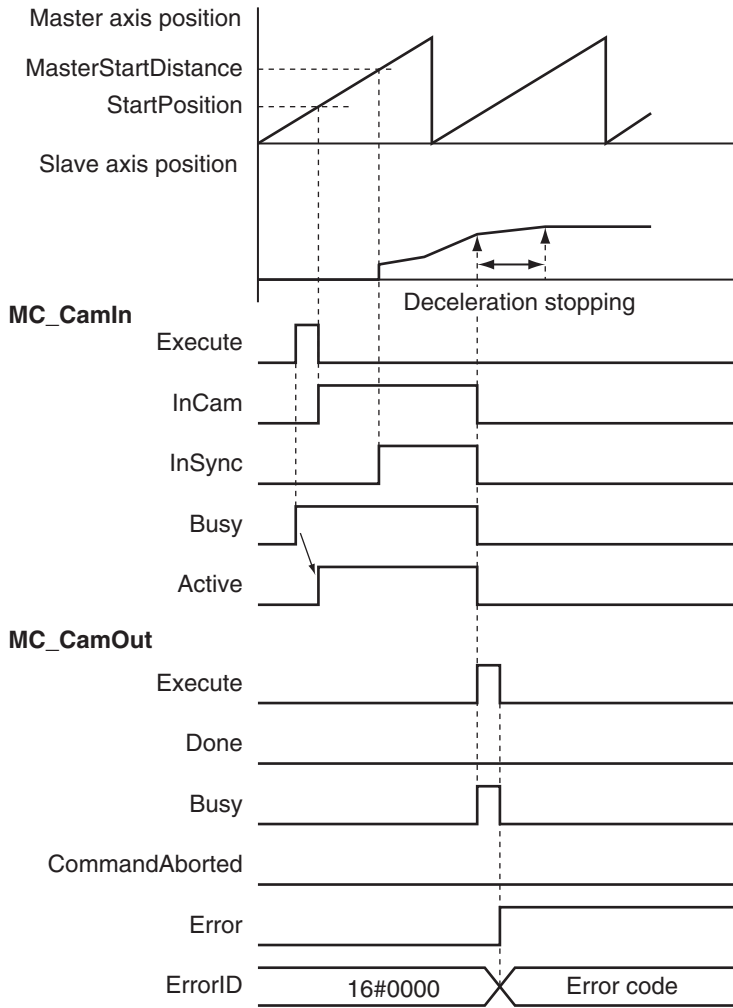 Master axis position
MasterStartDistance
StartPosition
Slave axis position
Deceleration stopping
MC_CamIn
Execute
InCam
InSync
Busy
Active
MC_CamOut
Execute
Done
Busy
CommandAborted
Error
ErrorID 16#0000 Error code